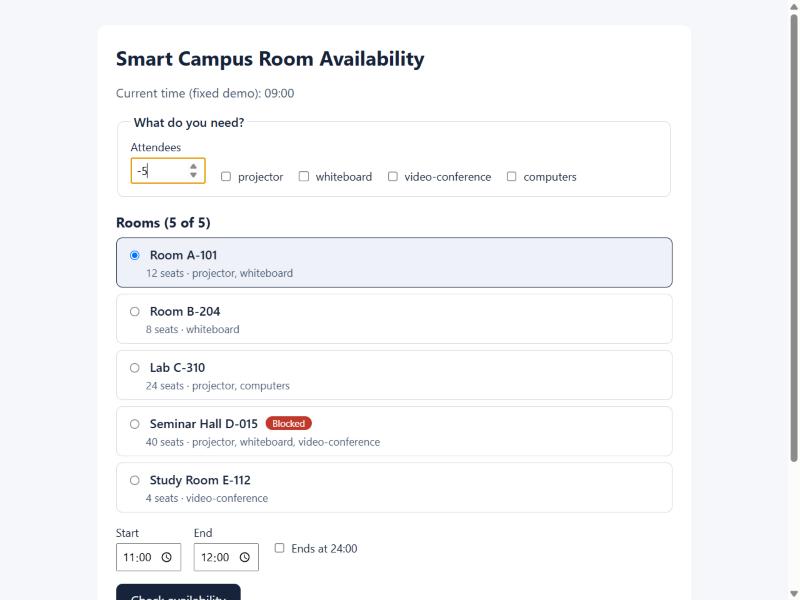 Smart Campus Room Availability
Current time (fixed demo): 09:00
What do you need?
Attendees
-5
projector whiteboard video-conference computers
Rooms (5 of 5)
Room A-101
12 seats · projector, whiteboard
Room B-204
8 seats · whiteboard
Lab C-310
24 seats · projector, computers
Seminar Hall D-015 Blocked
40 seats · projector, whiteboard, video-conference
Study Room E-112
4 seats · video-conference
Start End
11:00 12:00 Ends at 24:00
Check availability